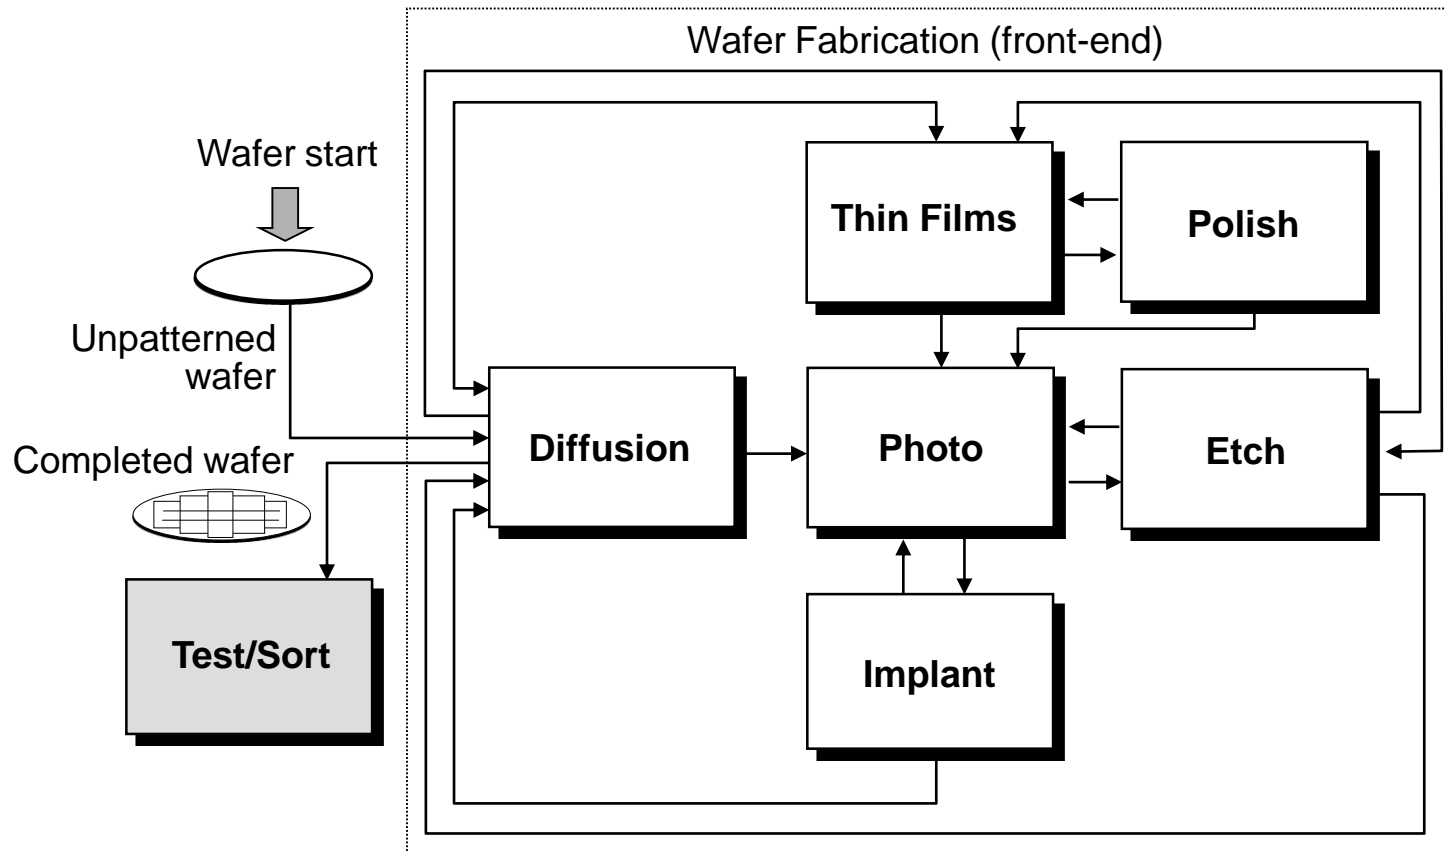 Wafer Fabrication (front-end)
Wafer start
Thin Films
Polish
Unpatterned
wafer
Diffusion
Photo
Etch
Completed wafer
Test/Sort
Implant